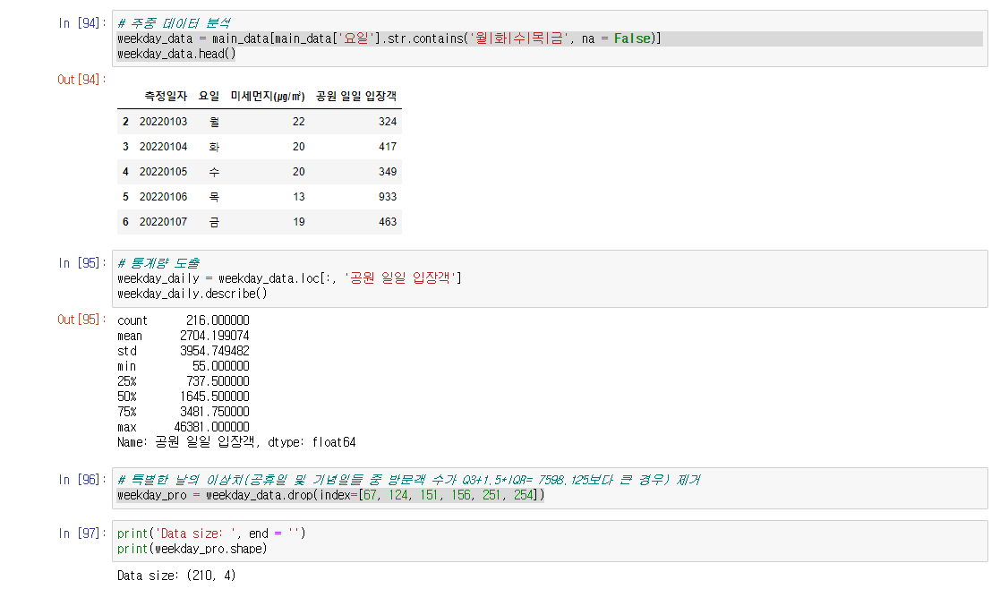 In [94]: # 주중 데이터 분석
weekday_data = main_data[main_data['요일'].str.contains('월|화|수|목|금', na = False)]
weekday_data.head()
Out[94]:
측정일자 요일 미세먼지(㎍/㎥) 공원 일일 입장객
2 20220103 월 22 324
3 20220104 화 20 417
4 20220105 수 20 349
5 20220106 목 13 933
6 20220107 금 19 463
In [95]: # 통계량 도출
weekday_daily = weekday_data.loc[:, '공원 일일 입장객']
weekday_daily.describe()
Out[95]: count 216.000000
mean 2704.199074
std 3954.749482
min 55.000000
25% 737.500000
50% 1645.500000
75% 3481.750000
max 46381.000000
Name: 공원 일일 입장객, dtype: float64
In [96]: # 특별한 날의 이상치(공휴일 및 기념일들 중 방문객 수가 Q3+1.5*IQR= 7598.125보다 큰 경우) 제거
weekday_pro = weekday_data.drop(index=[67, 124, 151, 156, 251, 254])
In [97]: print('Data size: ', end = '')
print(weekday_pro.shape)
Data size: (210, 4)